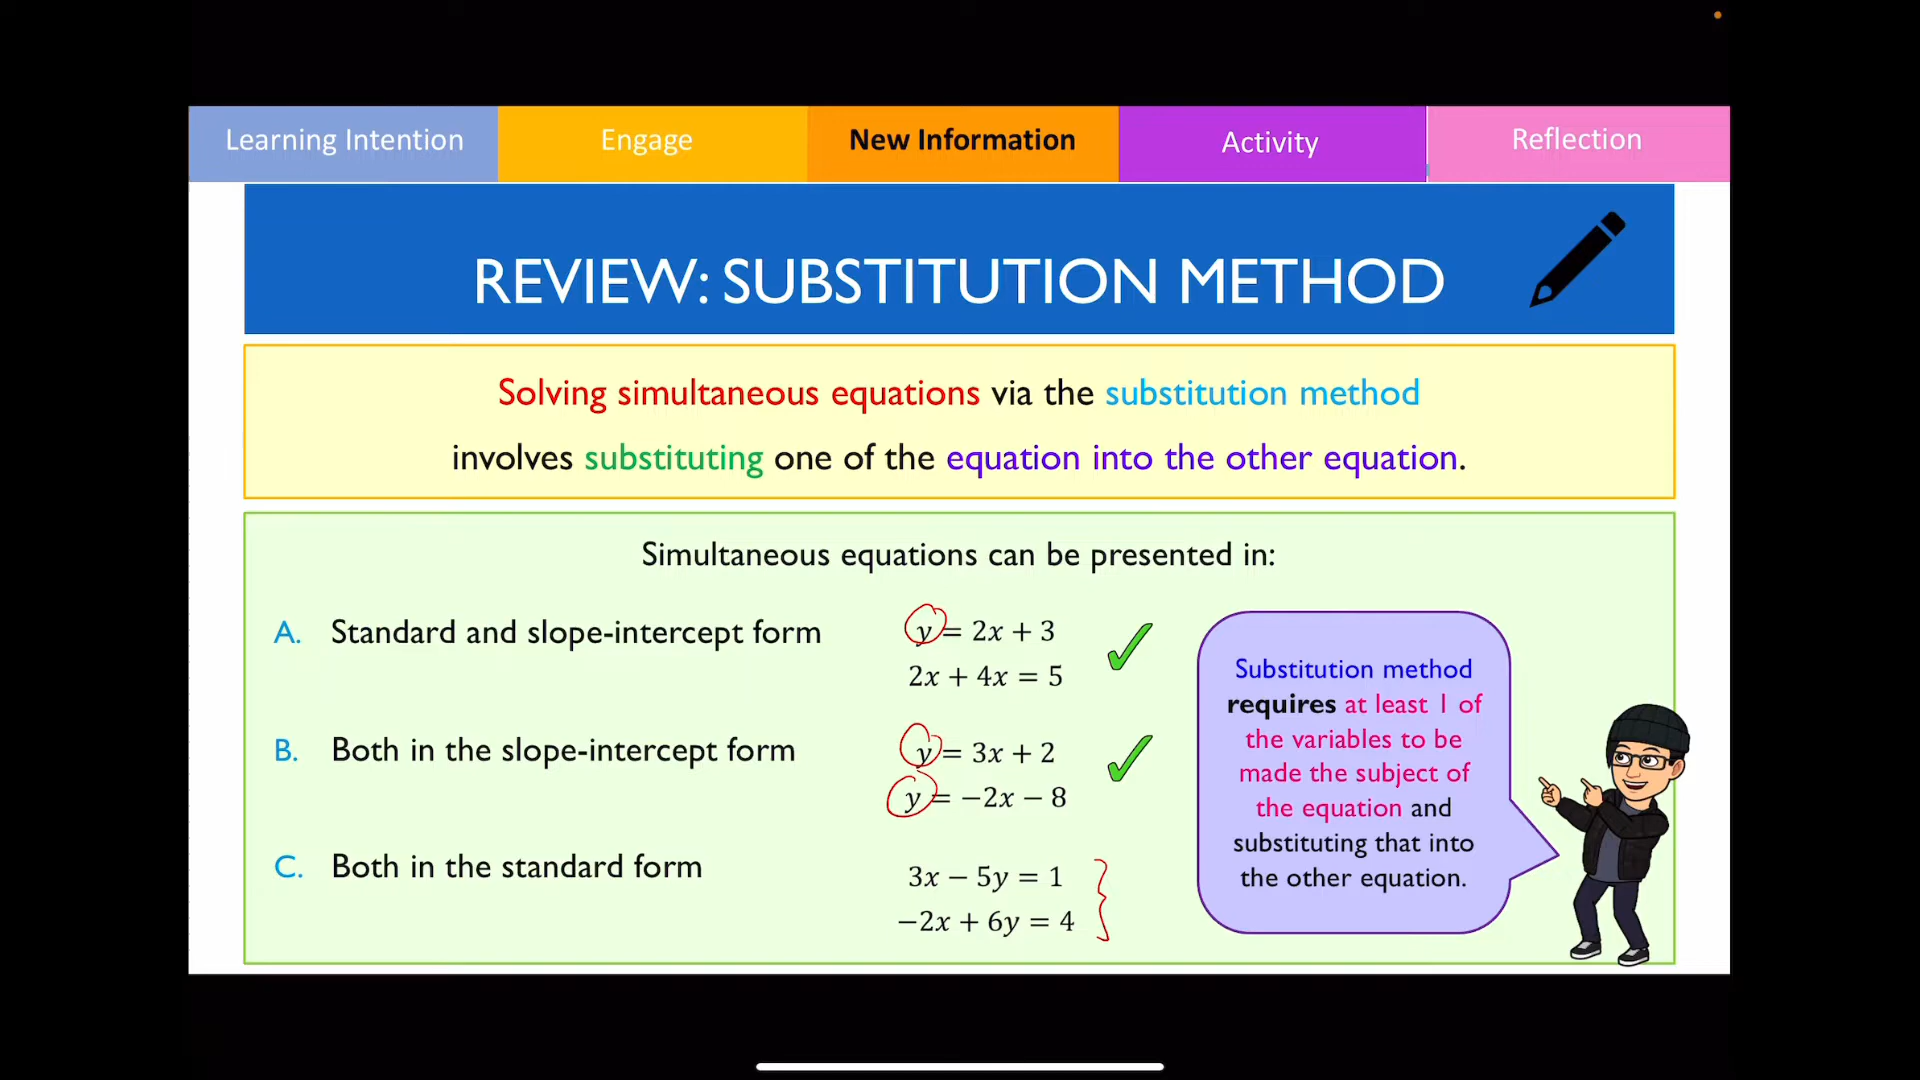 Learning Intention
Engage
New Information
Activity
Reflection
REVIEW: SUBSTITUTION METHOD
Solving simultaneous equations via the substitution method
involves substituting one of the equation into the other equation.
Simultaneous equations can be presented in:
A. Standard and slope-intercept form
y = 2x + 3
2x + 4x = 5
B. Both in the slope-intercept form
y = 3x + 2
y = −2x − 8
C. Both in the standard form
3x − 5y = 1
−2x + 6y = 4
Substitution method
requires at least 1 of
the variables to be
made the subject of
the equation and
substituting that into
the other equation.